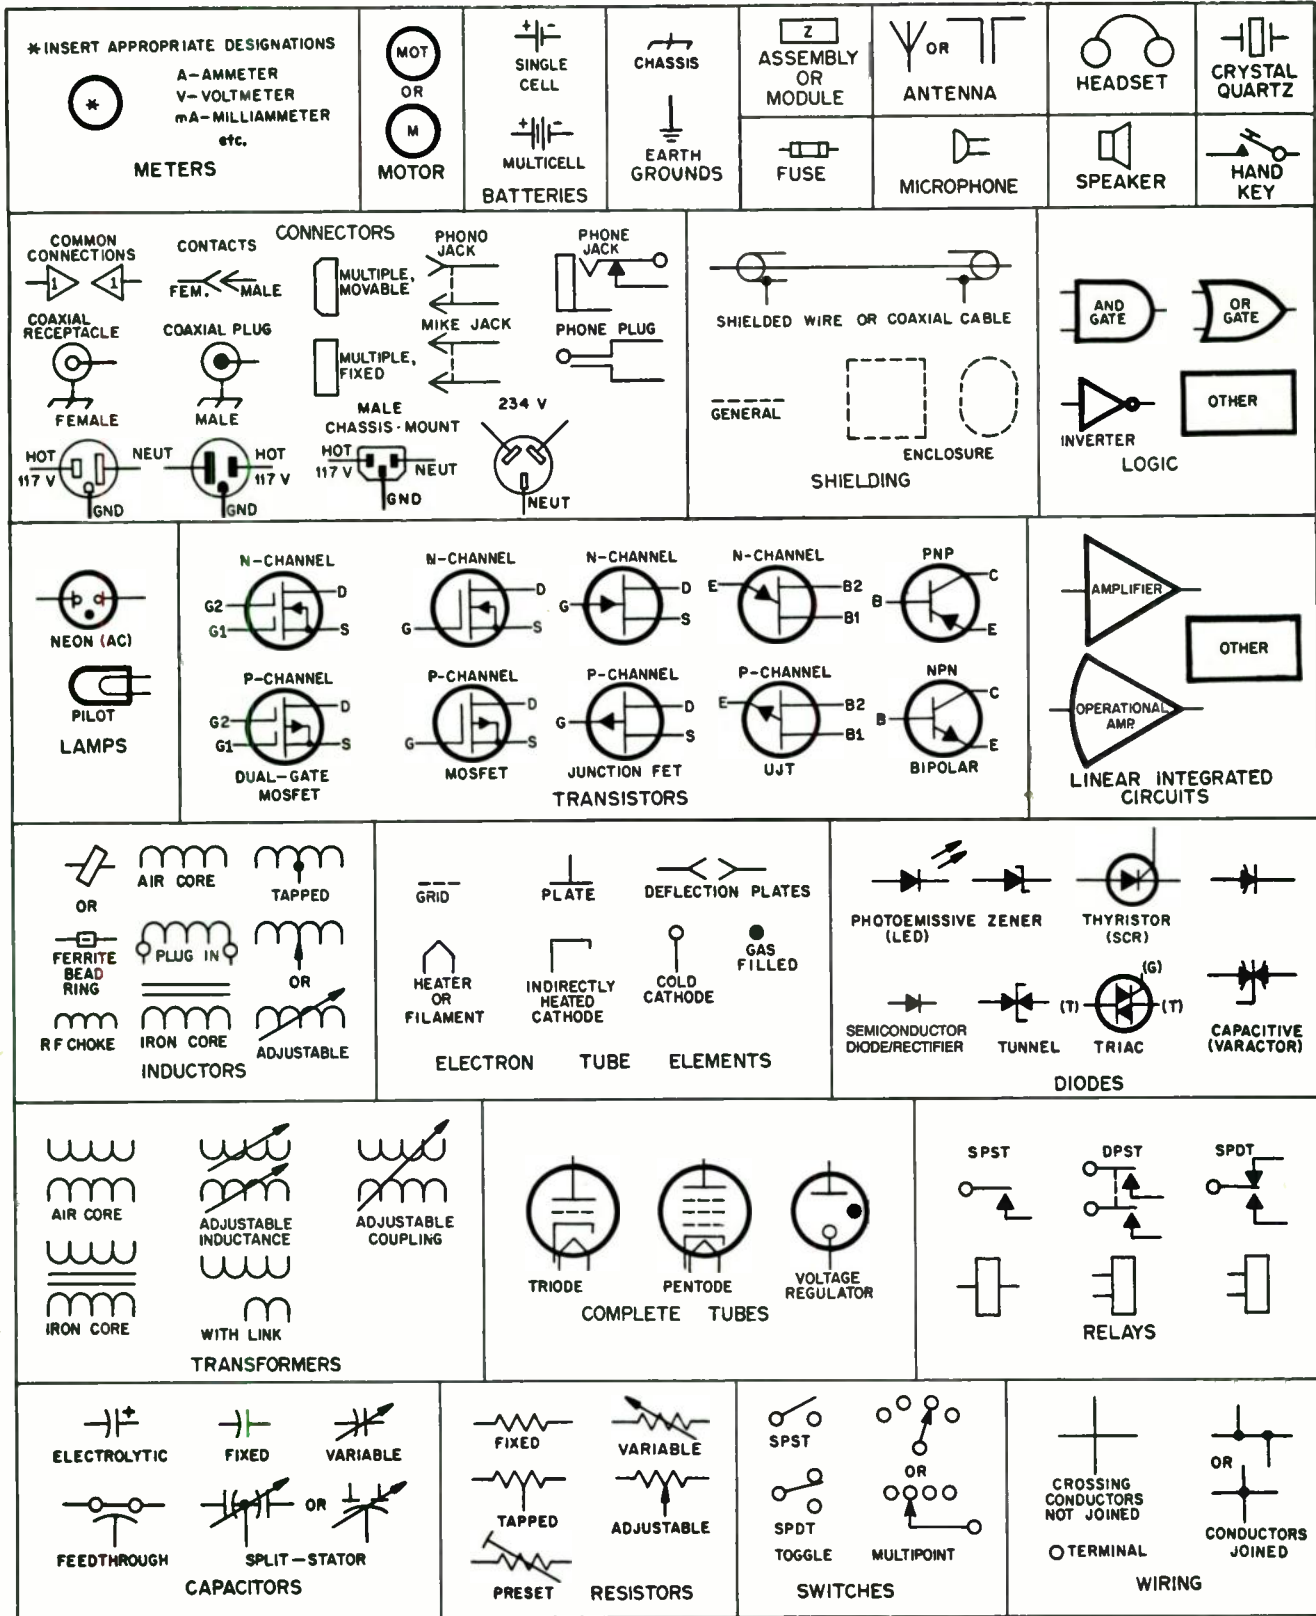 *INSERT APPROPRIATE DESIGNATIONS
*
A-AMMETER
V-VOLTMETER
mA-MILLIAMMETER
etc.
METERS
MOT
OR
M
MOTOR
+ -
SINGLE
CELL
+ -
MULTICELL
BATTERIES
CHASSIS
EARTH
GROUNDS
Z
ASSEMBLY
OR
MODULE
FUSE
OR
ANTENNA
MICROPHONE
HEADSET
SPEAKER
CRYSTAL
QUARTZ
HAND
KEY
CONNECTORS
COMMON
CONNECTIONS
1 1
CONTACTS
FEM. MALE
MULTIPLE,
MOVABLE
PHONO
JACK
PHONE
JACK
COAXIAL
RECEPTACLE
FEMALE
COAXIAL PLUG
MALE
MULTIPLE,
FIXED
MIKE JACK
PHONE PLUG
HOT
117 V
NEUT
GND
HOT
117 V
GND
MALE
CHASSIS-MOUNT
HOT
117 V
NEUT
GND
234 V
NEUT
SHIELDED WIRE OR COAXIAL CABLE
GENERAL
ENCLOSURE
SHIELDING
AND
GATE
OR
GATE
INVERTER
OTHER
LOGIC
NEON (AC)
PILOT
LAMPS
N-CHANNEL
G2
G1
D
S
N-CHANNEL
G
D
S
N-CHANNEL
G
D
S
N-CHANNEL
E
B2
B1
PNP
B
C
E
P-CHANNEL
G2
G1
D
S
DUAL-GATE
MOSFET
P-CHANNEL
G
D
S
MOSFET
P-CHANNEL
G
D
S
JUNCTION FET
P-CHANNEL
E
B2
B1
UJT
NPN
B
C
E
BIPOLAR
TRANSISTORS
AMPLIFIER
OTHER
OPERATIONAL
AMP.
LINEAR INTEGRATED
CIRCUITS
OR
FERRITE
BEAD
RING
AIR CORE
TAPPED
PLUG IN
OR
RF CHOKE
IRON CORE
ADJUSTABLE
INDUCTORS
GRID
PLATE
DEFLECTION PLATES
HEATER
OR
FILAMENT
INDIRECTLY
HEATED
CATHODE
COLD
CATHODE
GAS
FILLED
ELECTRON TUBE ELEMENTS
PHOTOEMISSIVE
(LED)
ZENER
THYRISTOR
(SCR)
SEMICONDUCTOR
DIODE/RECTIFIER
TUNNEL
(G)
(T) (T)
TRIAC
CAPACITIVE
(VARACTOR)
DIODES
AIR CORE
ADJUSTABLE
INDUCTANCE
ADJUSTABLE
COUPLING
IRON CORE
WITH LINK
TRANSFORMERS
TRIODE
PENTODE
VOLTAGE
REGULATOR
COMPLETE TUBES
SPST
DPST
SPDT
RELAYS
+
ELECTROLYTIC
FIXED
VARIABLE
FEEDTHROUGH
OR
SPLIT-STATOR
CAPACITORS
FIXED
VARIABLE
TAPPED
ADJUSTABLE
PRESET
RESISTORS
SPST
OR
SPDT
TOGGLE
MULTIPOINT
SWITCHES
CROSSING
CONDUCTORS
NOT JOINED
TERMINAL
OR
CONDUCTORS
JOINED
WIRING